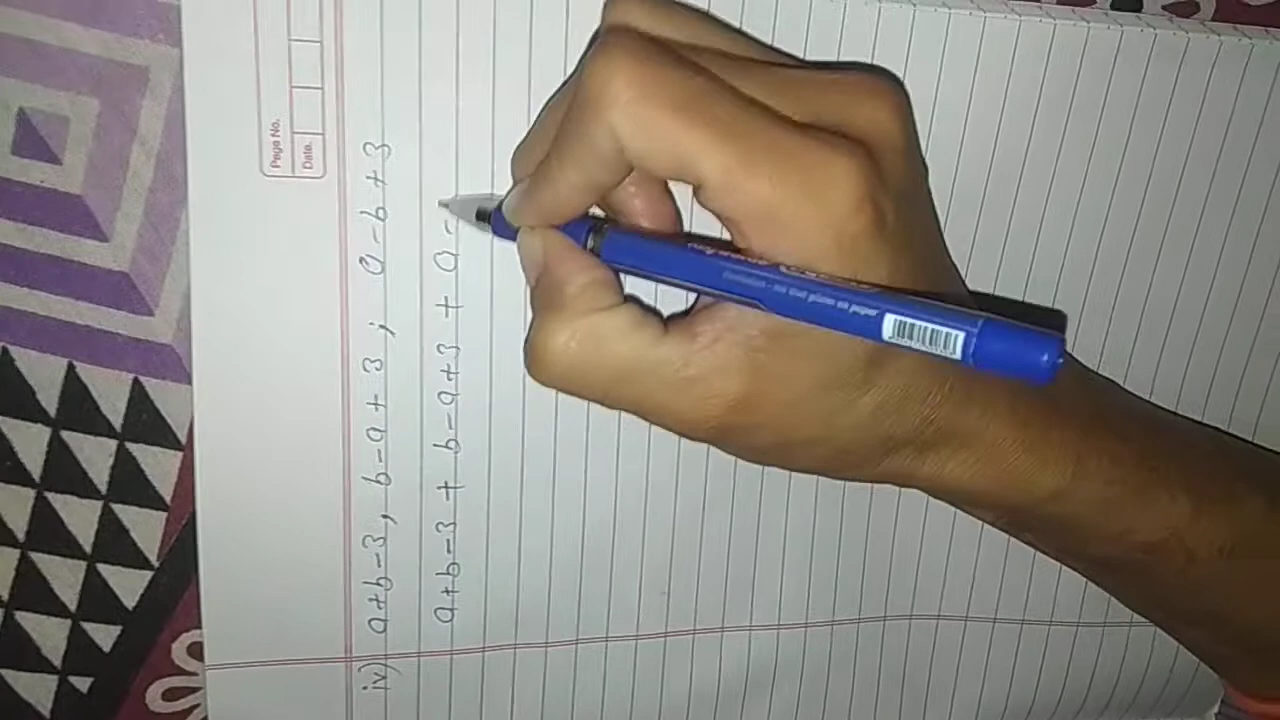 Page No.
Date.
iv) a+b-3, b-a+3, a-b+3
a+b-3 + b-a+3 + a-